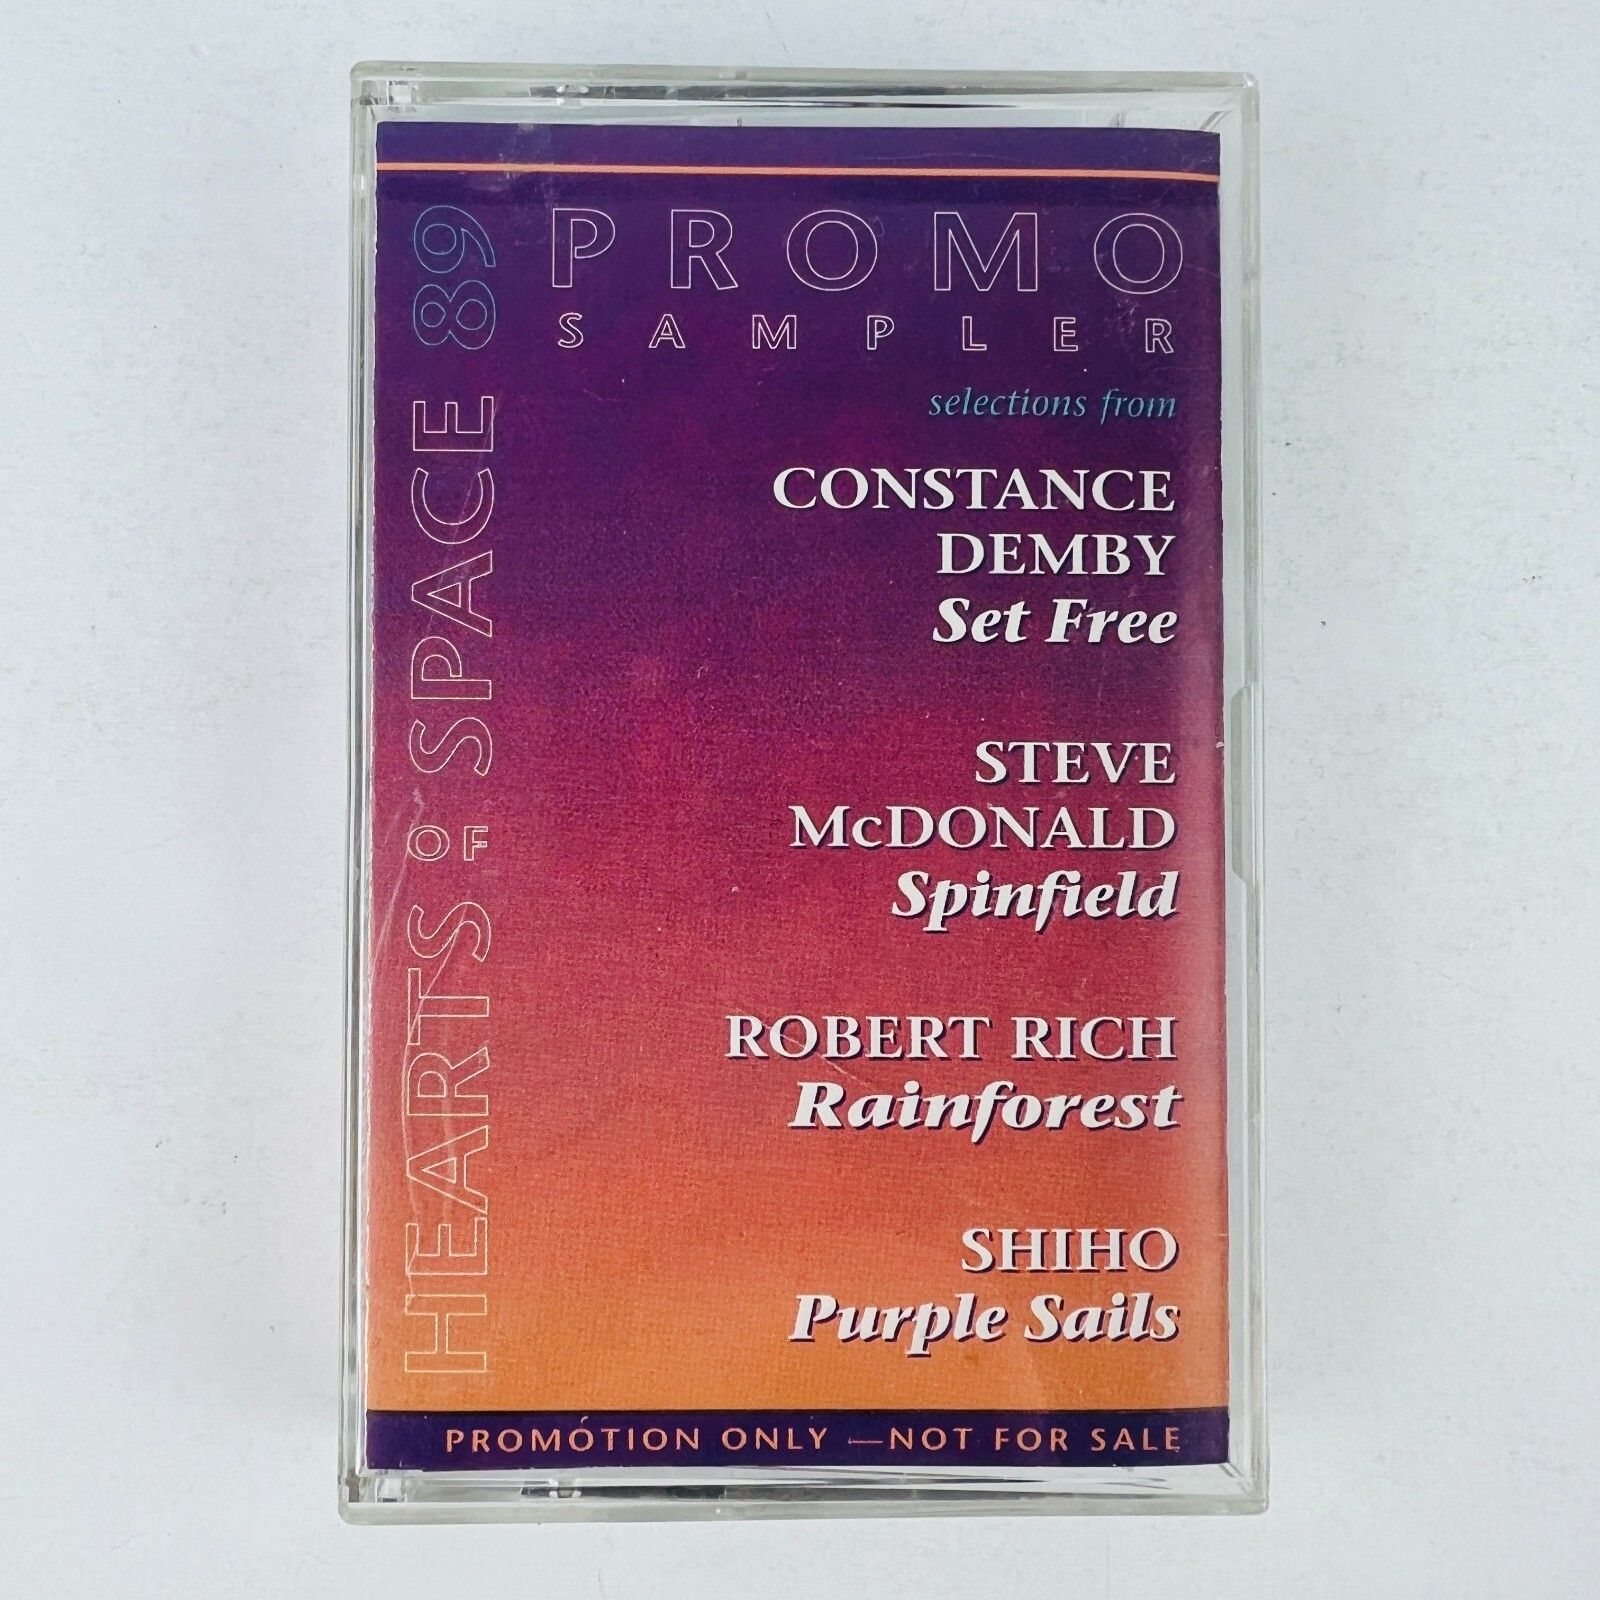 HEARTS OF SPACE 89
PROMO
SAMPLER
selections from
CONSTANCE
DEMBY
Set Free
STEVE
McDONALD
Spinfield
ROBERT RICH
Rainforest
SHIHO
Purple Sails
PROMOTION ONLY — NOT FOR SALE